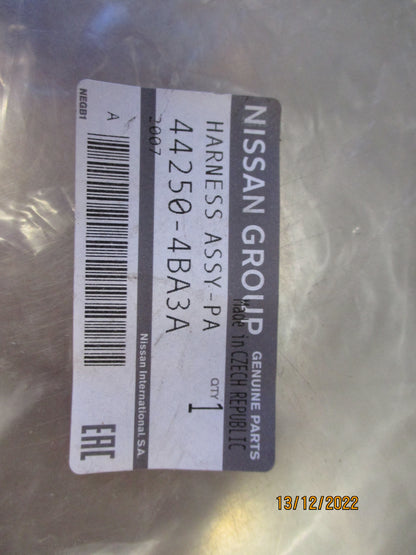 NISSAN GROUP GENUINE PARTS
Made in CZECH REPUBLIC
HARNESS ASSY-PA
QTY 1
44250-4BA3A
2007
Nissan International, SA
A
NEGB1
EAC
13/12/2022